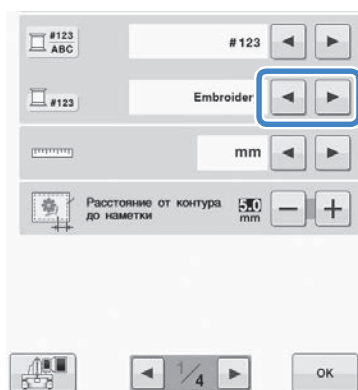 #123
ABC
#123
#123
Embroider
mm
Расстояние от контура
до наметки
5.0
mm
1/4
OK